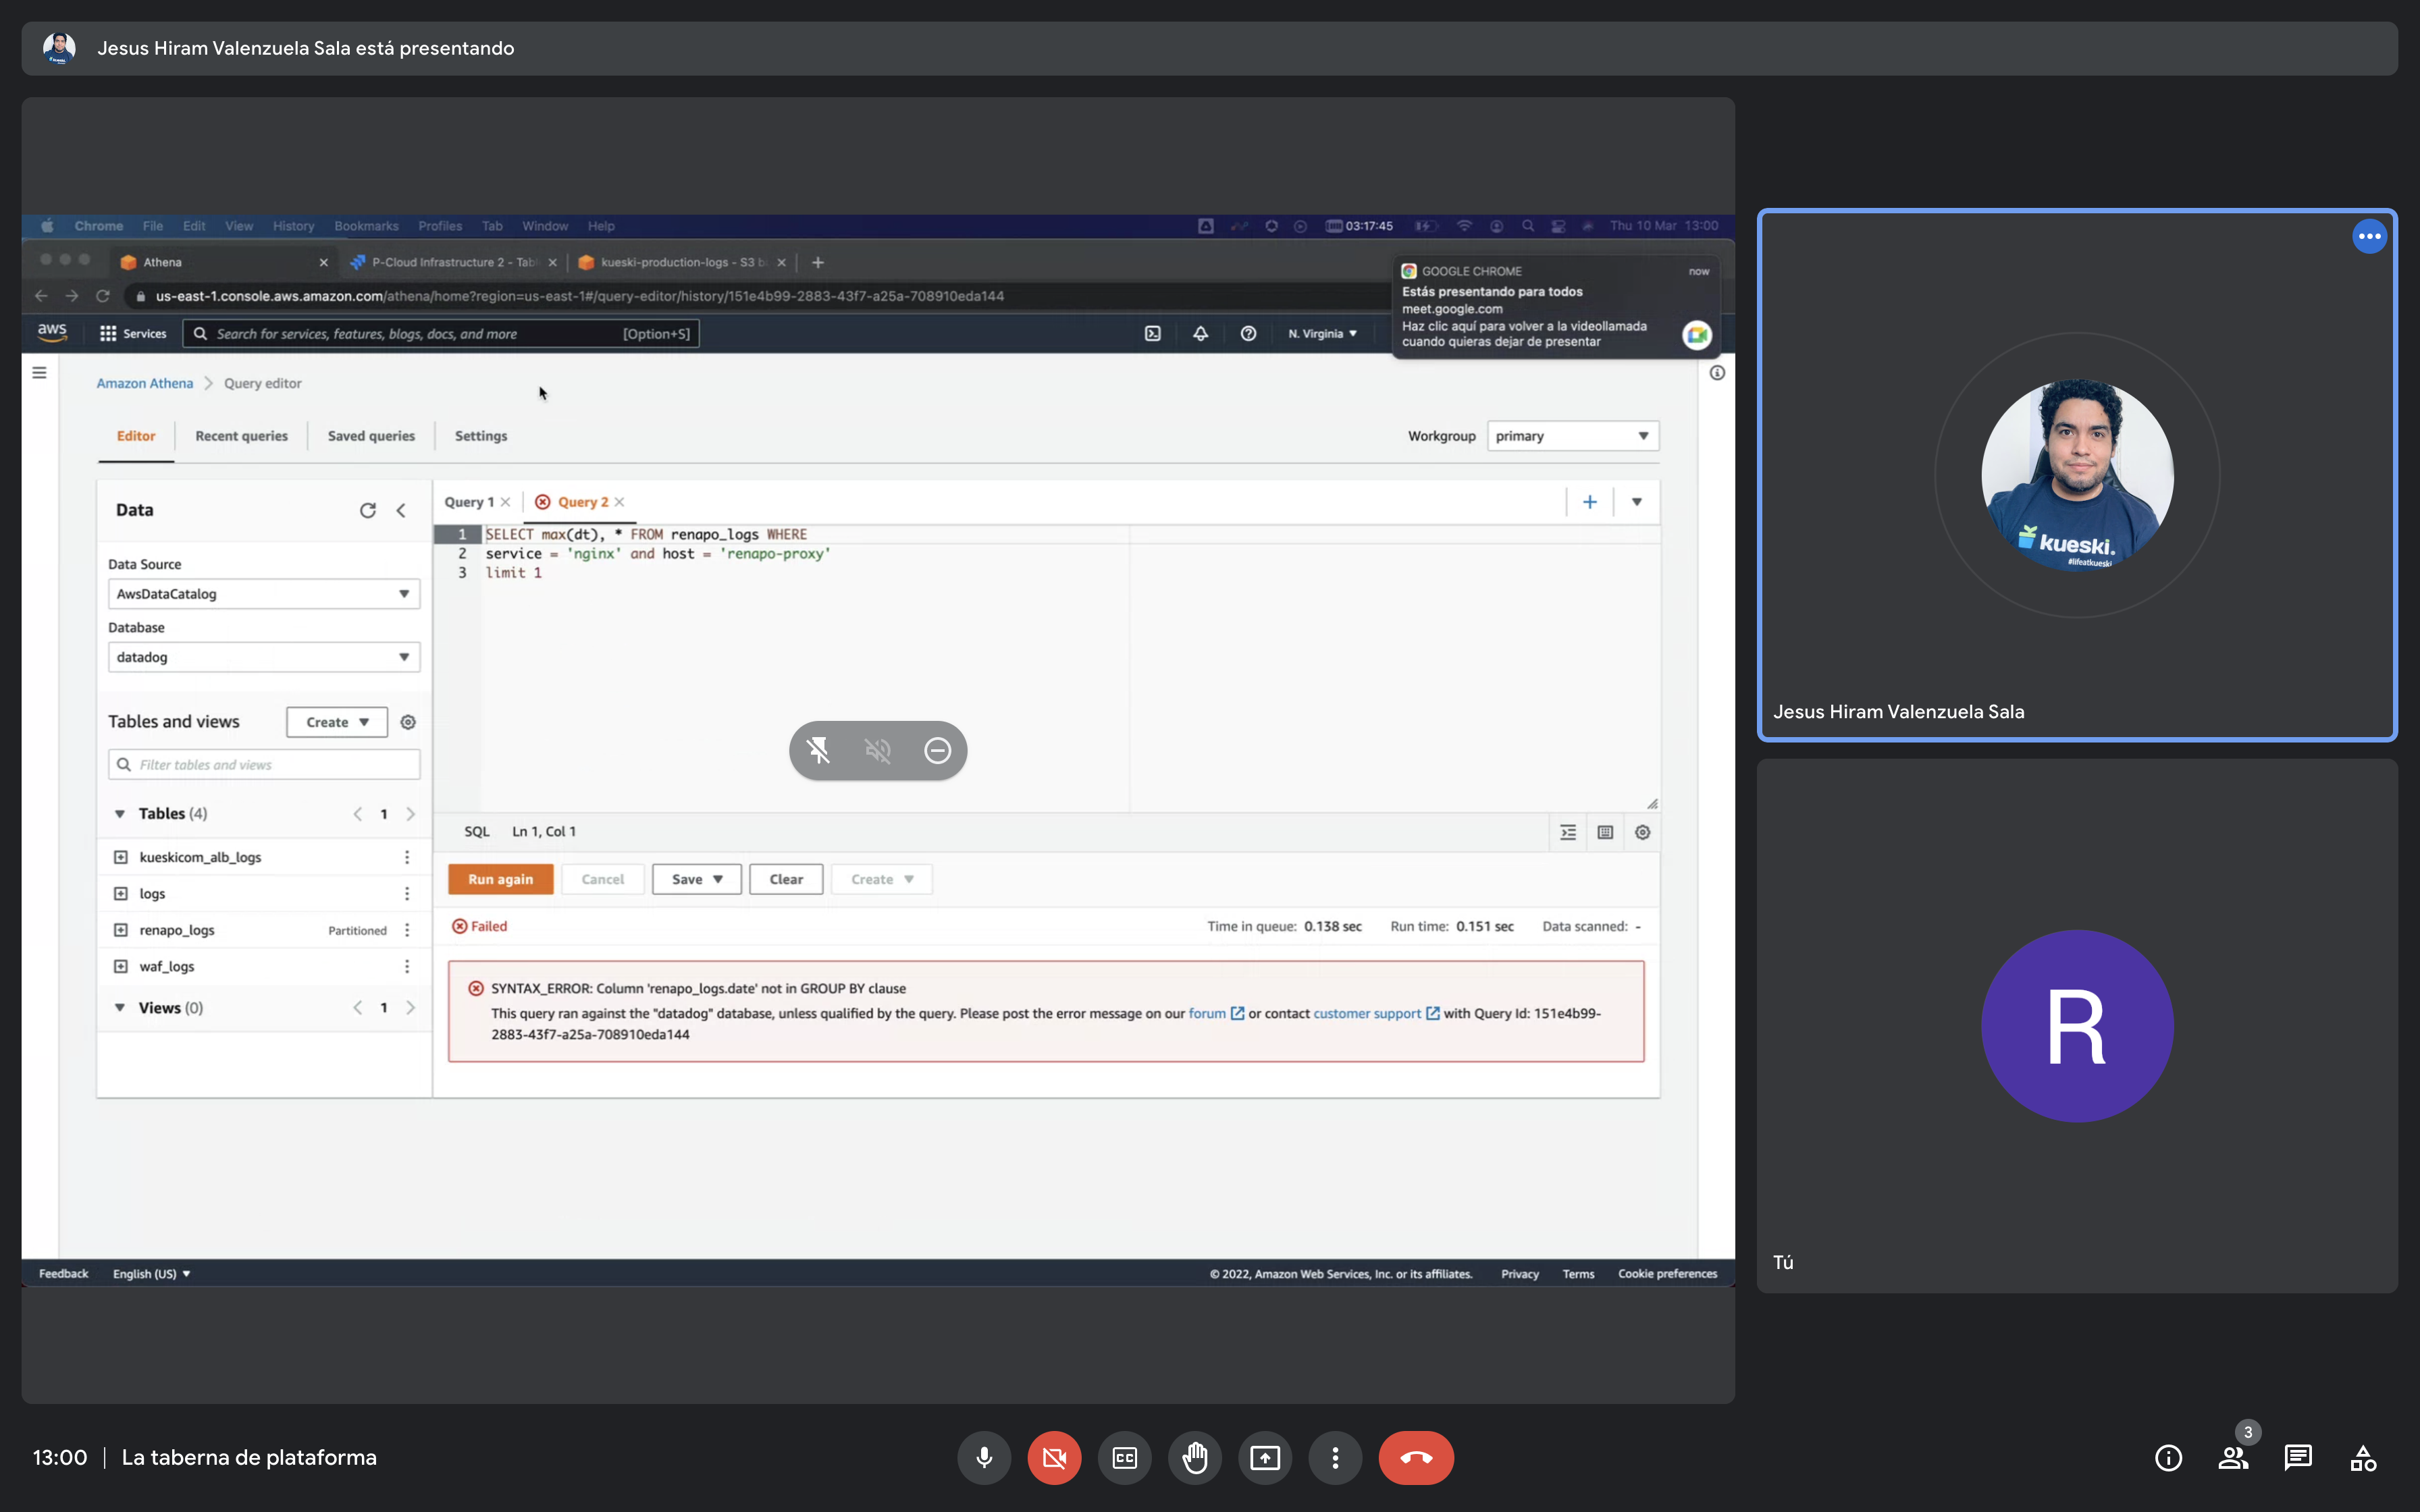 Jesus Hiram Valenzuela Sala está presentando
Chrome File Edit View History Bookmarks Profiles Tab Window Help
03:17:45
Thu 10 Mar 13:00
Athena
P-Cloud Infrastructure 2 - Tabl
kueski-production-logs - S3 b
us-east-1.console.aws.amazon.com/athena/home?region=us-east-1#/query-editor/history/151e4b99-2883-43f7-a25a-708910eda144
GOOGLE CHROME
now
Estás presentando para todos
meet.google.com
Haz clic aquí para volver a la videollamada
cuando quieras dejar de presentar
aws
Services
Search for services, features, blogs, docs, and more
[Option+S]
N. Virginia
Amazon Athena
Query editor
Editor
Recent queries
Saved queries
Settings
Workgroup
primary
Data
Data Source
AwsDataCatalog
Database
datadog
Tables and views
Create
Filter tables and views
Tables (4)
1
kueskicom_alb_logs
logs
renapo_logs
Partitioned
waf_logs
Views (0)
1
Query 1
Query 2
1 SELECT max(dt), * FROM renapo_logs WHERE
2 service = 'nginx' and host = 'renapo-proxy'
3 limit 1
SQL
Ln 1, Col 1
Run again
Cancel
Save
Clear
Create
Failed
Time in queue: 0.138 sec
Run time: 0.151 sec
Data scanned: -
SYNTAX_ERROR: Column 'renapo_logs.date' not in GROUP BY clause
This query ran against the "datadog" database, unless qualified by the query. Please post the error message on our forum or contact customer support with Query Id: 151e4b99-
2883-43f7-a25a-708910eda144
Feedback
English (US)
© 2022, Amazon Web Services, Inc. or its affiliates.
Privacy
Terms
Cookie preferences
kueski.
#lifeatkueski
Jesus Hiram Valenzuela Sala
R
Tú
13:00
La taberna de plataforma
CC
3